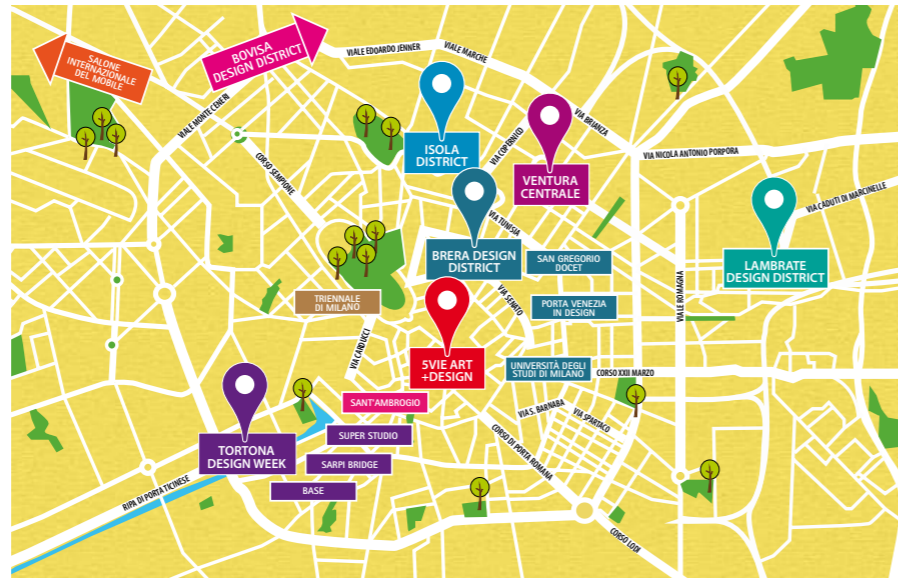 SALONE
INTERNAZIONALE
DEL MOBILE
BOVISA
DESIGN DISTRICT
VIALE EDOARDO JENNER
VIALE MARCHE
VIALE MONTE CENERI
ISOLA
DISTRICT
VIA COPERNICO
VIA BRIANZA
VENTURA
CENTRALE
VIA NICOLA ANTONIO PORPORA
CORSO SEMPIONE
VIA CADUTI DI MARCINELLE
VIA TUNISIA
BRERA DESIGN
DISTRICT
SAN GREGORIO
DOCET
LAMBRATE
DESIGN DISTRICT
TRIENNALE
DI MILANO
VIA SENATO
PORTA VENEZIA
IN DESIGN
VIA LE ROMAGNA
VIA CARDUCCI
5VIE ART
+DESIGN
UNIVERSITÀ DEGLI
STUDI DI MILANO
CORSO XXII MARZO
SANT'AMBROGIO
VIA S. BARNABA
VIA SPARTACO
TORTONA
DESIGN WEEK
SUPER STUDIO
SARPI BRIDGE
BASE
CORSO DI PORTA ROMANA
RIPA DI PORTA TICINESE
CORSO LODI